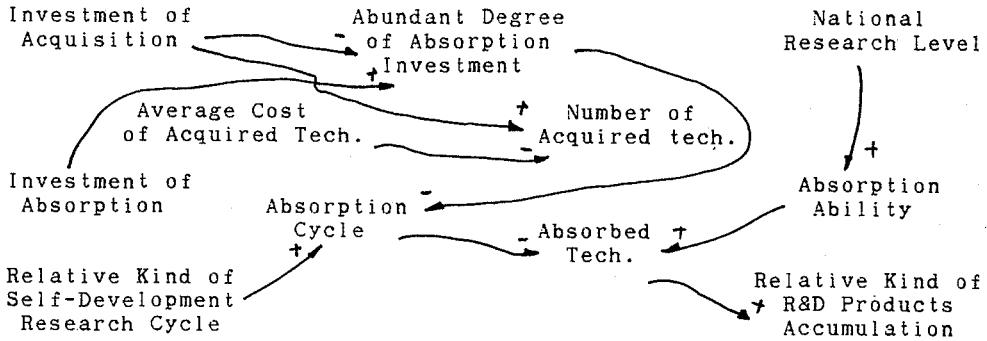 Investment of
Acquisition
Abundant Degree
of Absorption
Investment
National
Research Level
-
+
Average Cost
of Acquired Tech.
+
-
Number of
Acquired tech.
+
Investment of
Absorption
Absorption
Cycle
-
+
Absorption
Ability
-
Absorbed
Tech.
+
Relative Kind of
Self-Development
Research Cycle
+
Relative Kind of
R&D Products
Accumulation